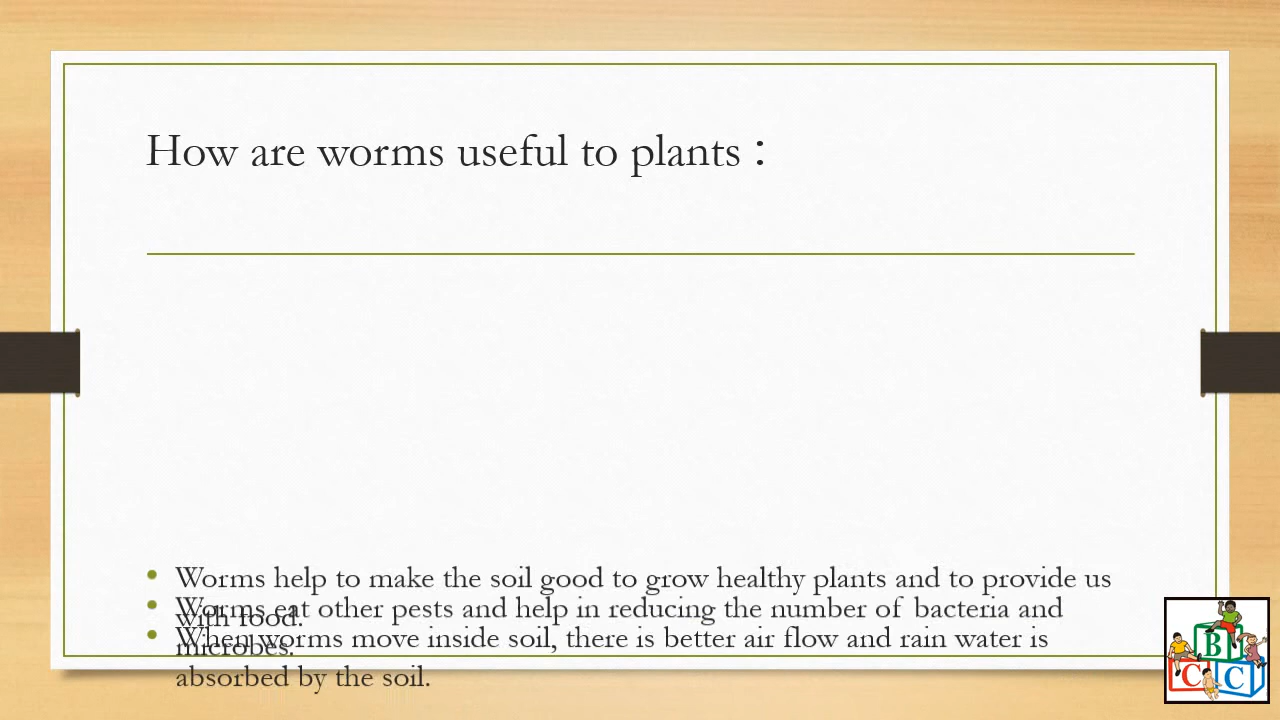 How are worms useful to plants :
• Worms help to make the soil good to grow healthy plants and to provide us
with food.
• Worms eat other pests and help in reducing the number of bacteria and
microbes.
• When worms move inside soil, there is better air flow and rain water is
absorbed by the soil.
B
C C